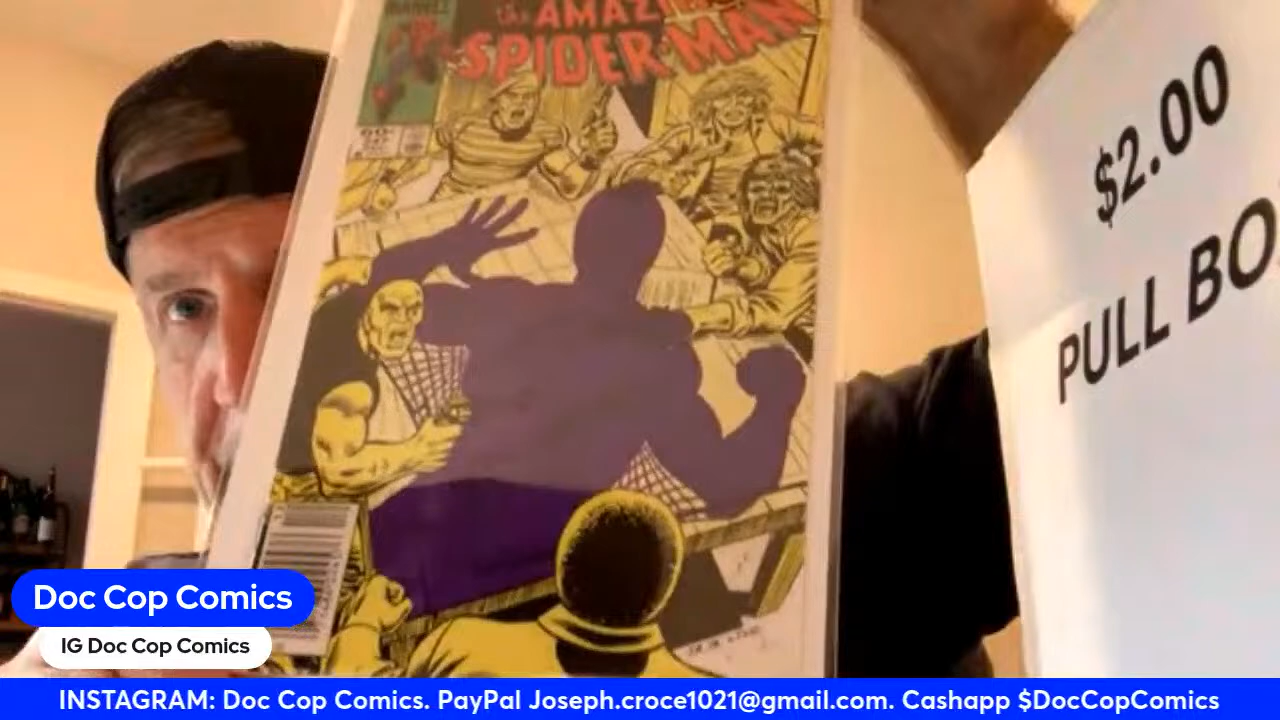 MARVEL
the AMAZING
SPIDER-MAN
60¢
$2.00
PULL BO
Doc Cop Comics
IG Doc Cop Comics
INSTAGRAM: Doc Cop Comics. PayPal Joseph.croce1021@gmail.com. Cashapp $DocCopComics